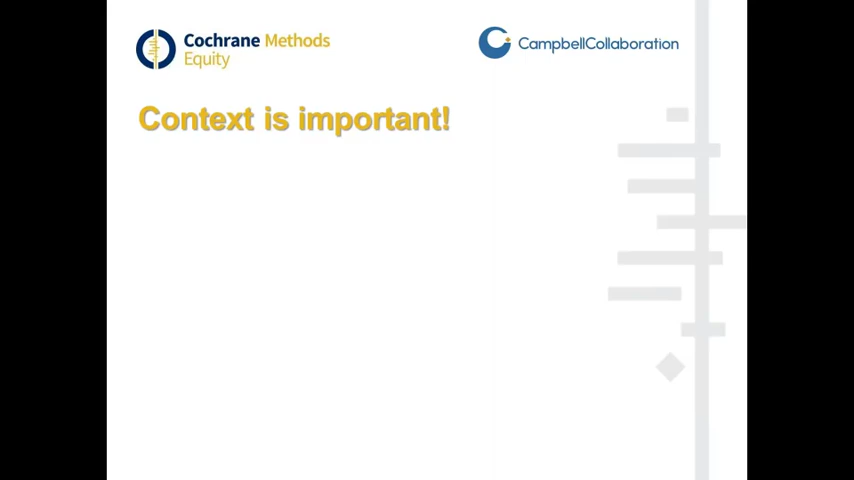 Cochrane Methods
Equity
CampbellCollaboration
Context is important!